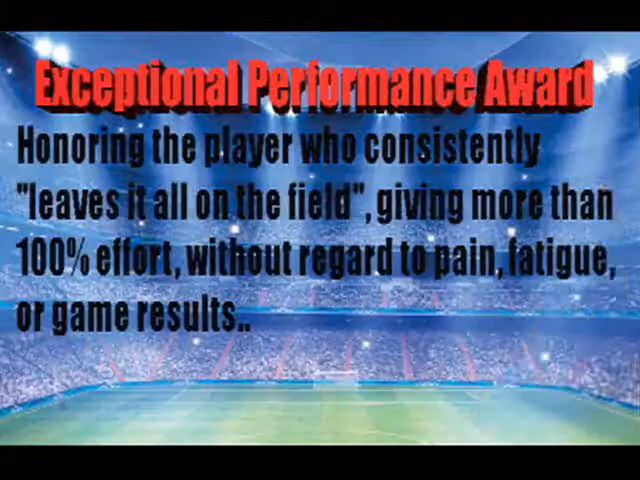 Exceptional Performance Award
Honoring the player who consistently
"leaves it all on the field", giving more than
100% effort, without regard to pain, fatigue,
or game results..